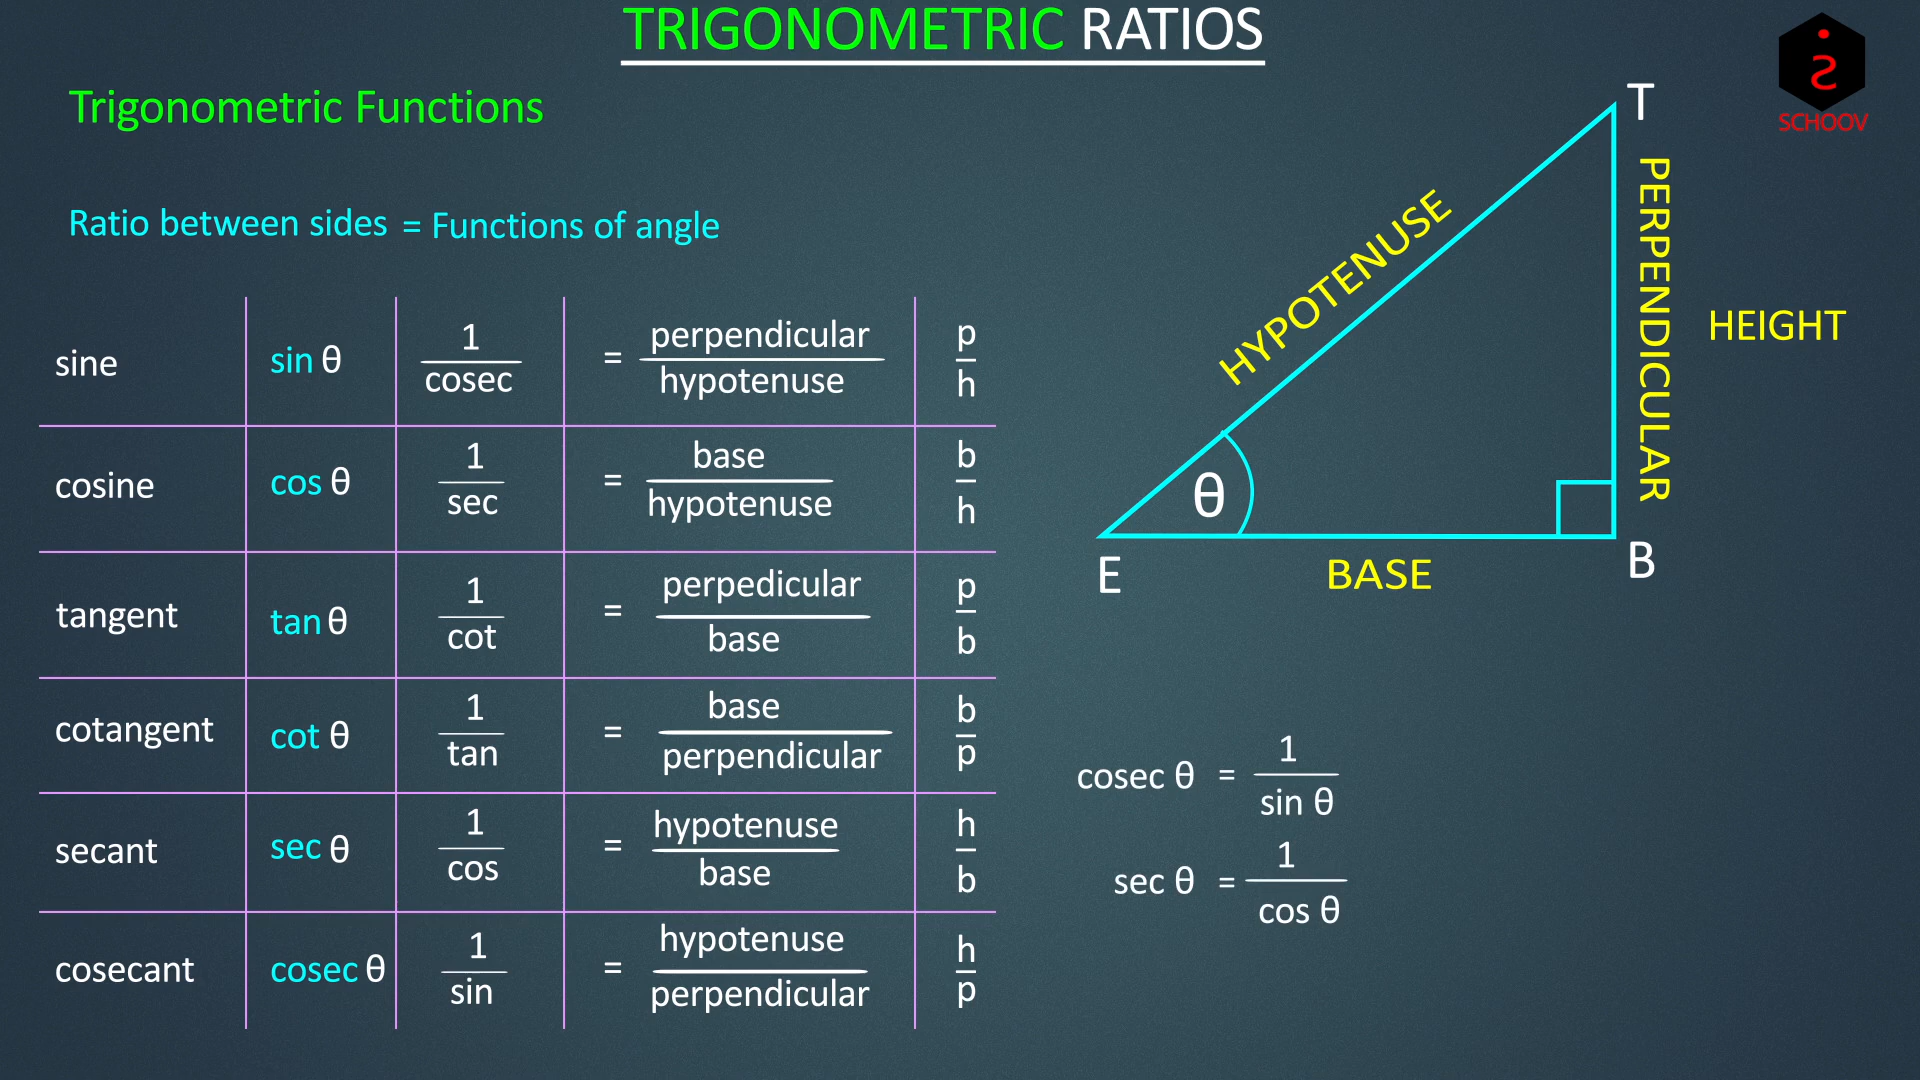 TRIGONOMETRIC RATIOS
SCHOOV
Trigonometric Functions
Ratio between sides = Functions of angle
sine sin θ 1/cosec = perpendicular/hypotenuse p/h
cosine cos θ 1/sec = base/hypotenuse b/h
tangent tan θ 1/cot = perpedicular/base p/b
cotangent cot θ 1/tan = base/perpendicular b/p
secant sec θ 1/cos = hypotenuse/base h/b
cosecant cosec θ 1/sin = hypotenuse/perpendicular h/p
T
HYPOTENUSE
PERPENDICULAR
HEIGHT
θ
E
BASE
B
cosec θ = 1/sin θ
sec θ = 1/cos θ